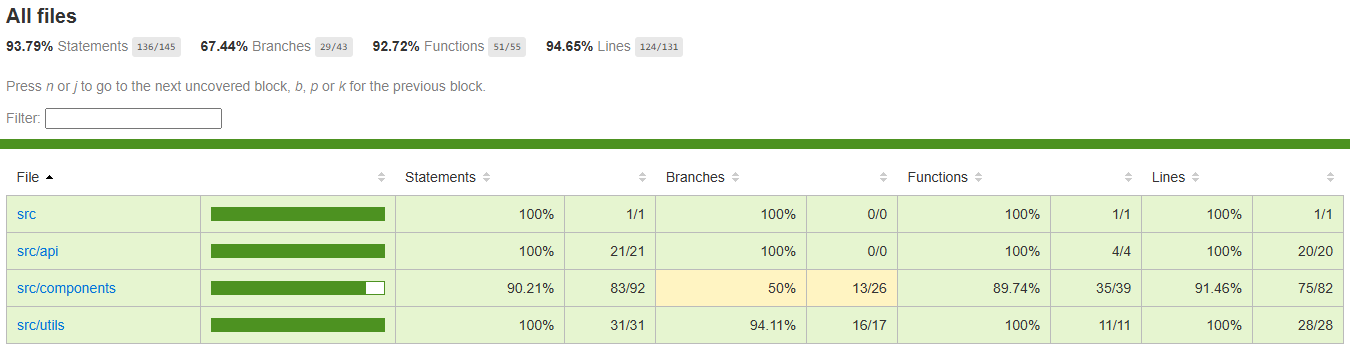 All files
93.79% Statements 136/145 67.44% Branches 29/43 92.72% Functions 51/55 94.65% Lines 124/131
Press n or j to go to the next uncovered block, b, p or k for the previous block.
Filter:
File Statements Branches Functions Lines
src 100% 1/1 100% 0/0 100% 1/1 100% 1/1
src/api 100% 21/21 100% 0/0 100% 4/4 100% 20/20
src/components 90.21% 83/92 50% 13/26 89.74% 35/39 91.46% 75/82
src/utils 100% 31/31 94.11% 16/17 100% 11/11 100% 28/28